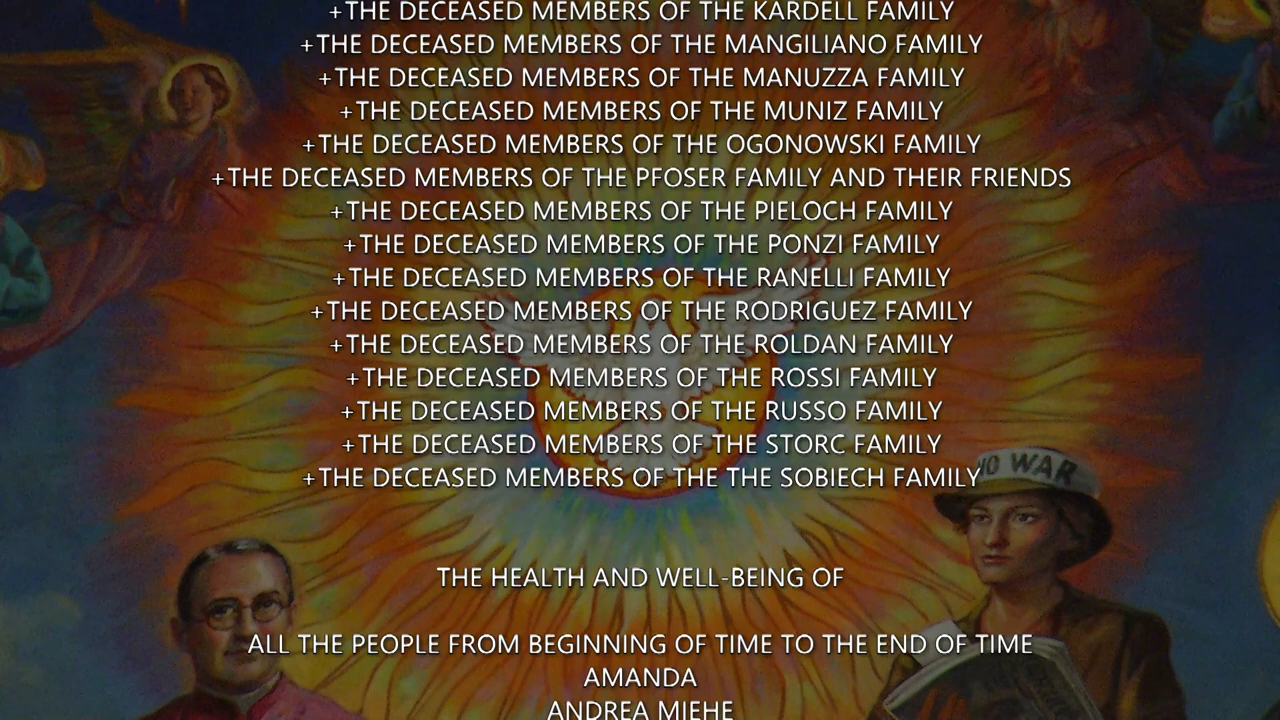 +THE DECEASED MEMBERS OF THE KARDELL FAMILY
+THE DECEASED MEMBERS OF THE MANGILIANO FAMILY
+THE DECEASED MEMBERS OF THE MANUZZA FAMILY
+THE DECEASED MEMBERS OF THE MUNIZ FAMILY
+THE DECEASED MEMBERS OF THE OGONOWSKI FAMILY
+THE DECEASED MEMBERS OF THE PFOSER FAMILY AND THEIR FRIENDS
+THE DECEASED MEMBERS OF THE PIELOCH FAMILY
+THE DECEASED MEMBERS OF THE PONZI FAMILY
+THE DECEASED MEMBERS OF THE RANELLI FAMILY
+THE DECEASED MEMBERS OF THE RODRIGUEZ FAMILY
+THE DECEASED MEMBERS OF THE ROLDAN FAMILY
+THE DECEASED MEMBERS OF THE ROSSI FAMILY
+THE DECEASED MEMBERS OF THE RUSSO FAMILY
+THE DECEASED MEMBERS OF THE STORC FAMILY
+THE DECEASED MEMBERS OF THE THE SOBIECH FAMILY
NO WAR
THE HEALTH AND WELL-BEING OF
ALL THE PEOPLE FROM BEGINNING OF TIME TO THE END OF TIME
AMANDA
ANDREA MIEHE